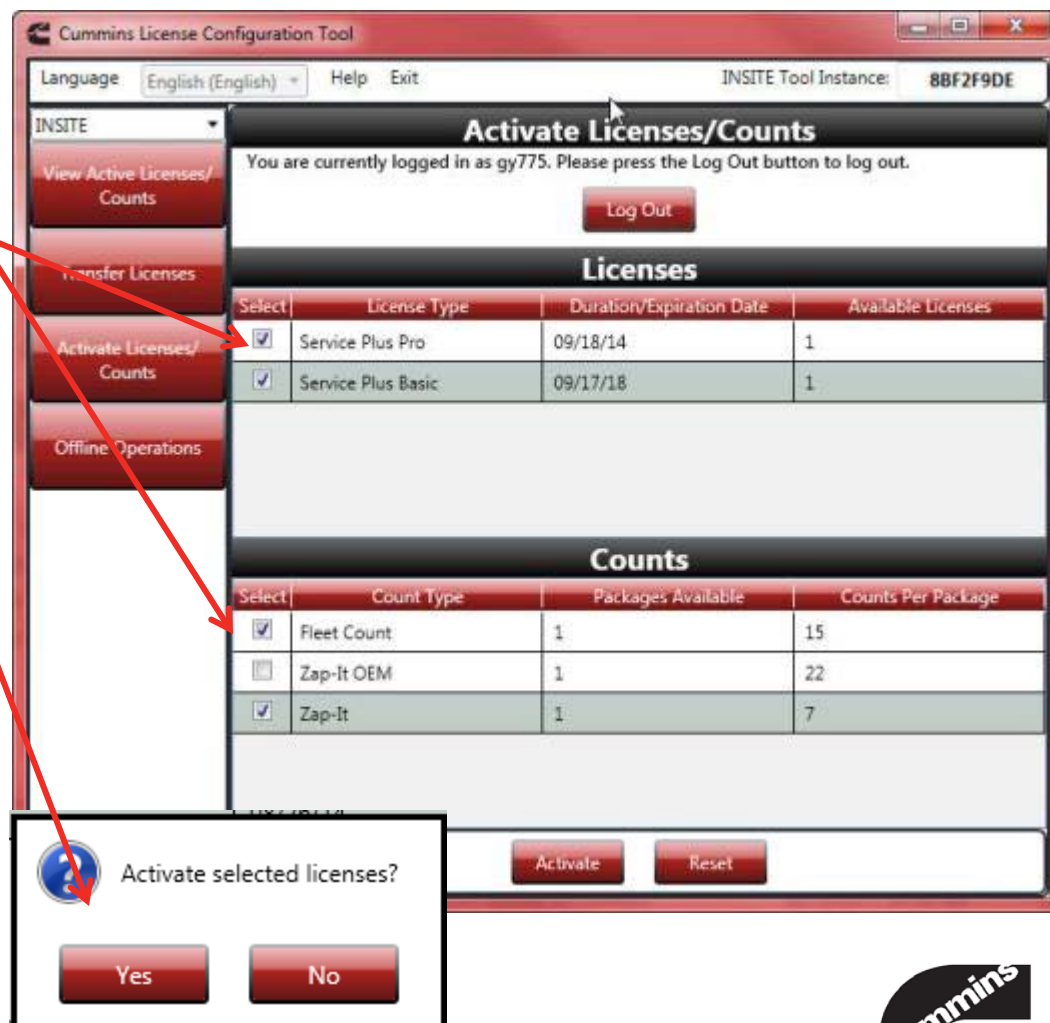 Cummins License Configuration Tool
Language English (English) Help Exit INSITE Tool Instance: 8BF2F9DE
INSITE
View Active Licenses/
Counts
Transfer Licenses
Activate Licenses/
Counts
Offline Operations
Activate Licenses/Counts
You are currently logged in as gy775. Please press the Log Out button to log out.
Log Out
Licenses
Select License Type Duration/Expiration Date Available Licenses
Service Plus Pro 09/18/14 1
Service Plus Basic 09/17/18 1
Counts
Select Count Type Packages Available Counts Per Package
Fleet Count 1 15
Zap-It OEM 1 22
Zap-It 1 7
Activate Reset
Activate selected licenses?
Yes No